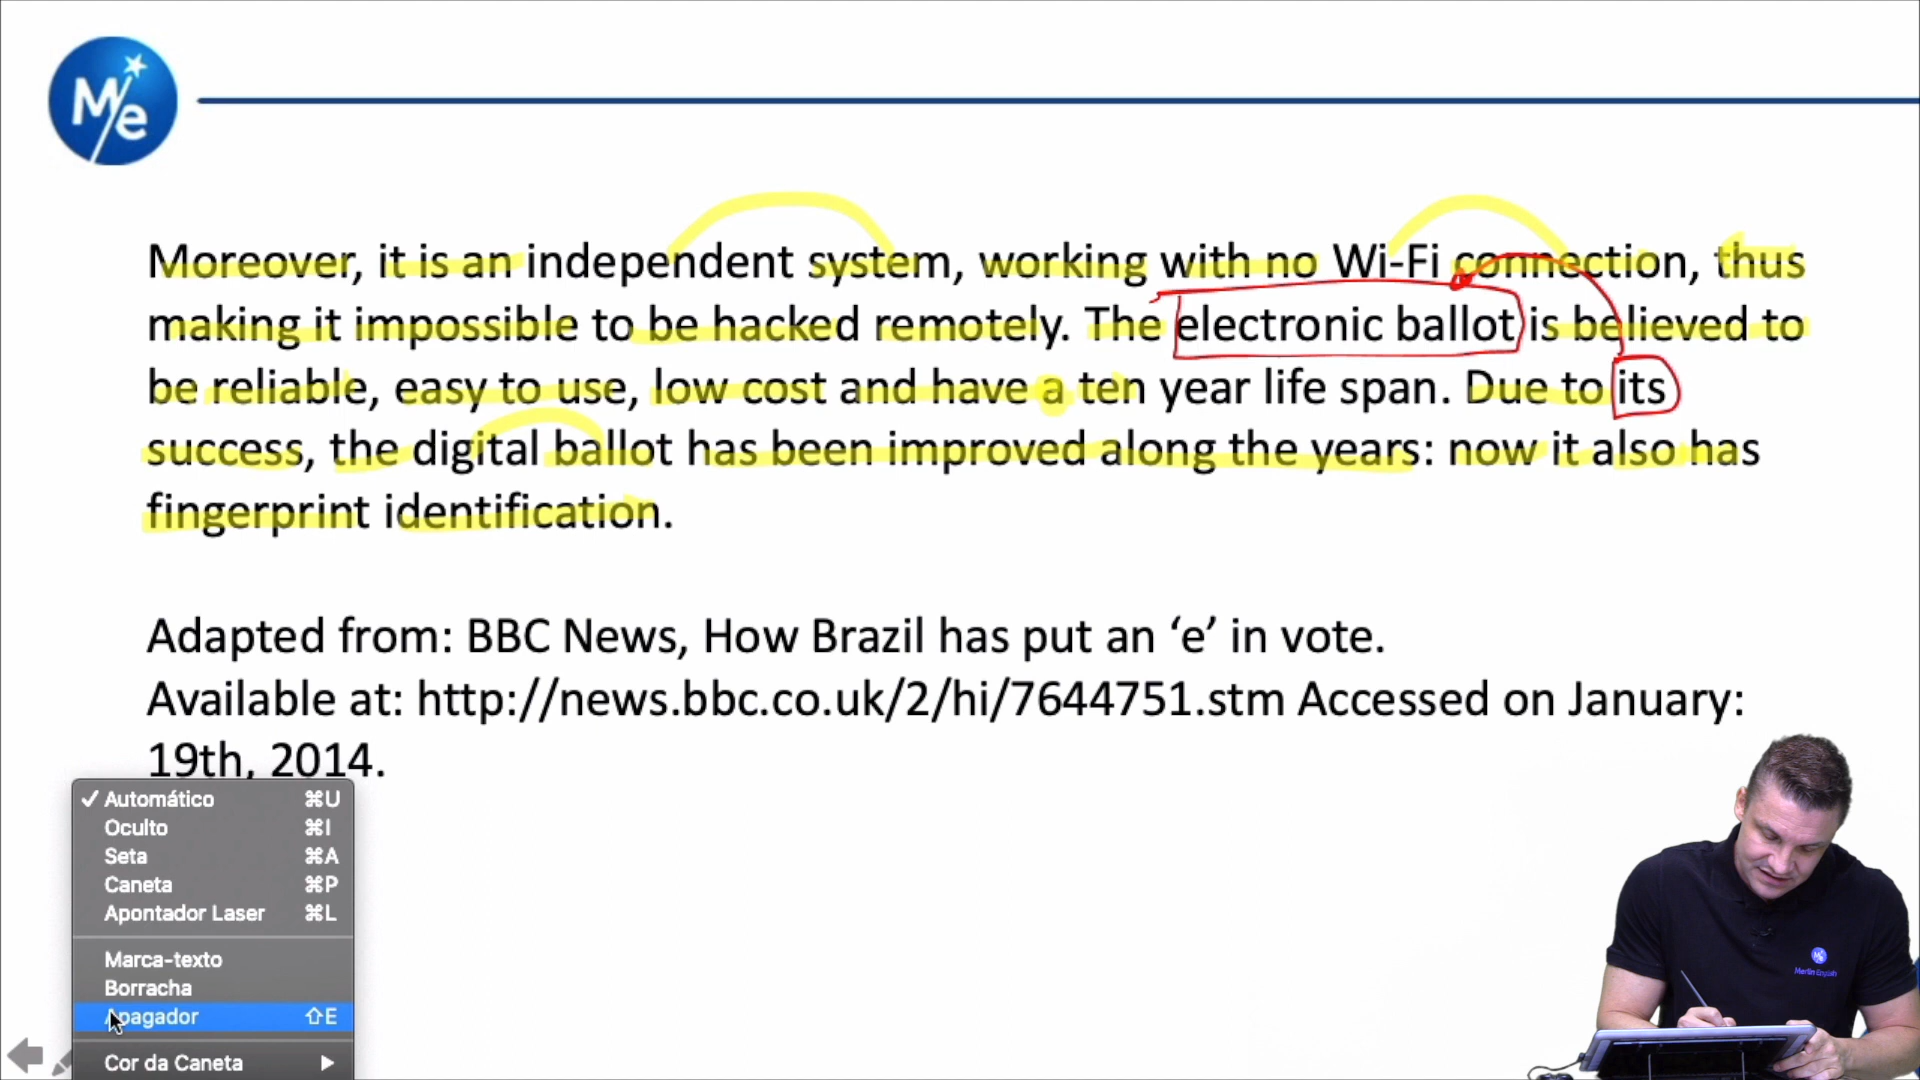 M/e
Moreover, it is an independent system, working with no Wi-Fi connection, thus
making it impossible to be hacked remotely. The electronic ballot is believed to
be reliable, easy to use, low cost and have a ten year life span. Due to its
success, the digital ballot has been improved along the years: now it also has
fingerprint identification.
Adapted from: BBC News, How Brazil has put an ‘e’ in vote.
Available at: http://news.bbc.co.uk/2/hi/7644751.stm Accessed on January:
19th, 2014.
✓ Automático ⌘U
Oculto ⌘I
Seta ⌘A
Caneta ⌘P
Apontador Laser ⌘L
Marca-texto
Borracha
Apagador ⇧E
Cor da Caneta ▶
Me
Merlin English